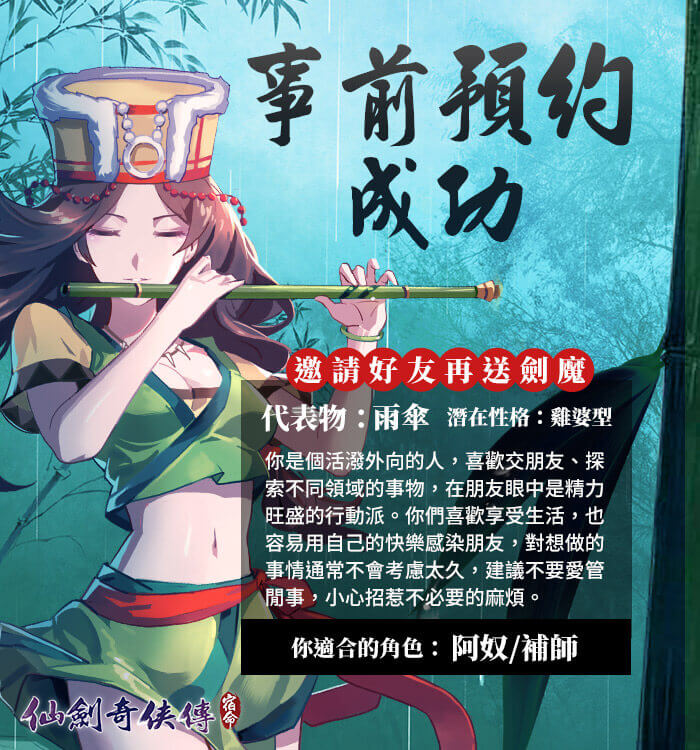 事前預約
成功
邀請好友再送劍魔
代表物：雨傘 潛在性格：雞婆型
你是個活潑外向的人，喜歡交朋友、探
索不同領域的事物，在朋友眼中是精力
旺盛的行動派。你們喜歡享受生活，也
容易用自己的快樂感染朋友，對想做的
事情通常不會考慮太久，建議不要愛管
閒事，小心招惹不必要的麻煩。
你適合的角色：阿奴/補師
仙劍奇俠傳 宿命